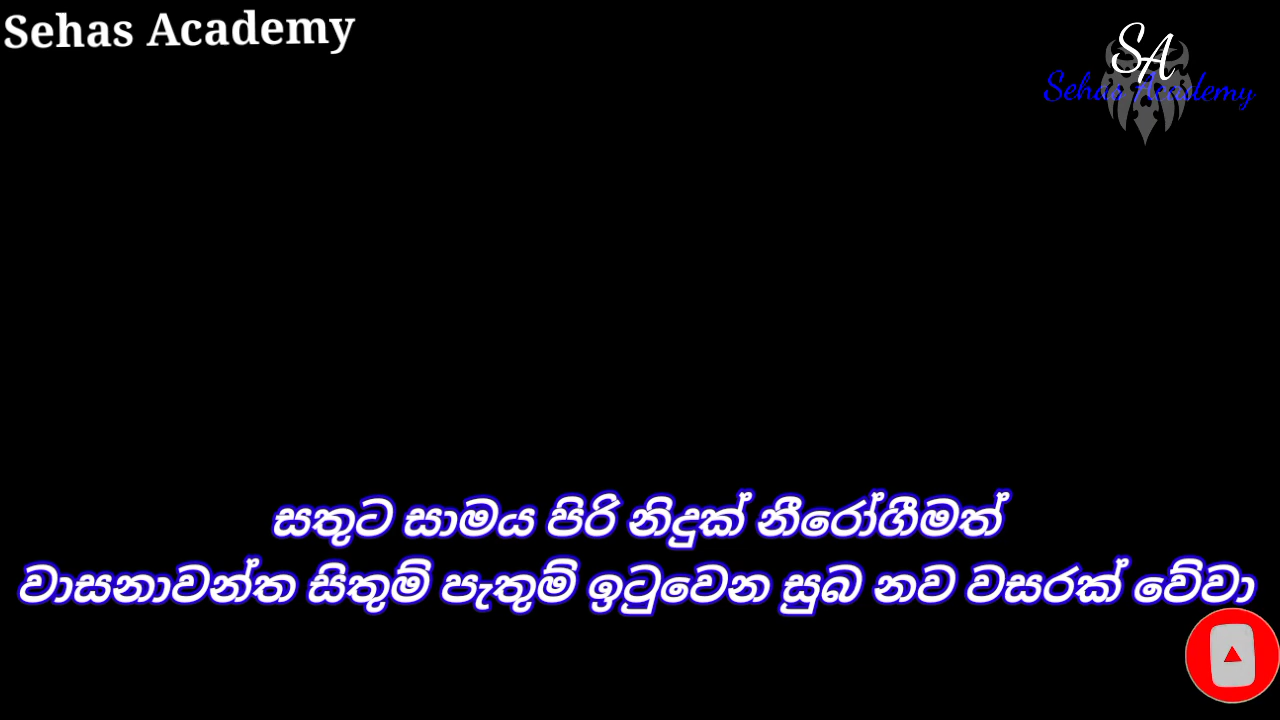 Sehas Academy
SA
Sehas Academy
සතුට සාමය පිරි නිදුක් නීරෝගීමත්
වාසනාවන්ත සිතුම් පැතුම් ඉටුවෙන සුබ නව වසරක් වේවා